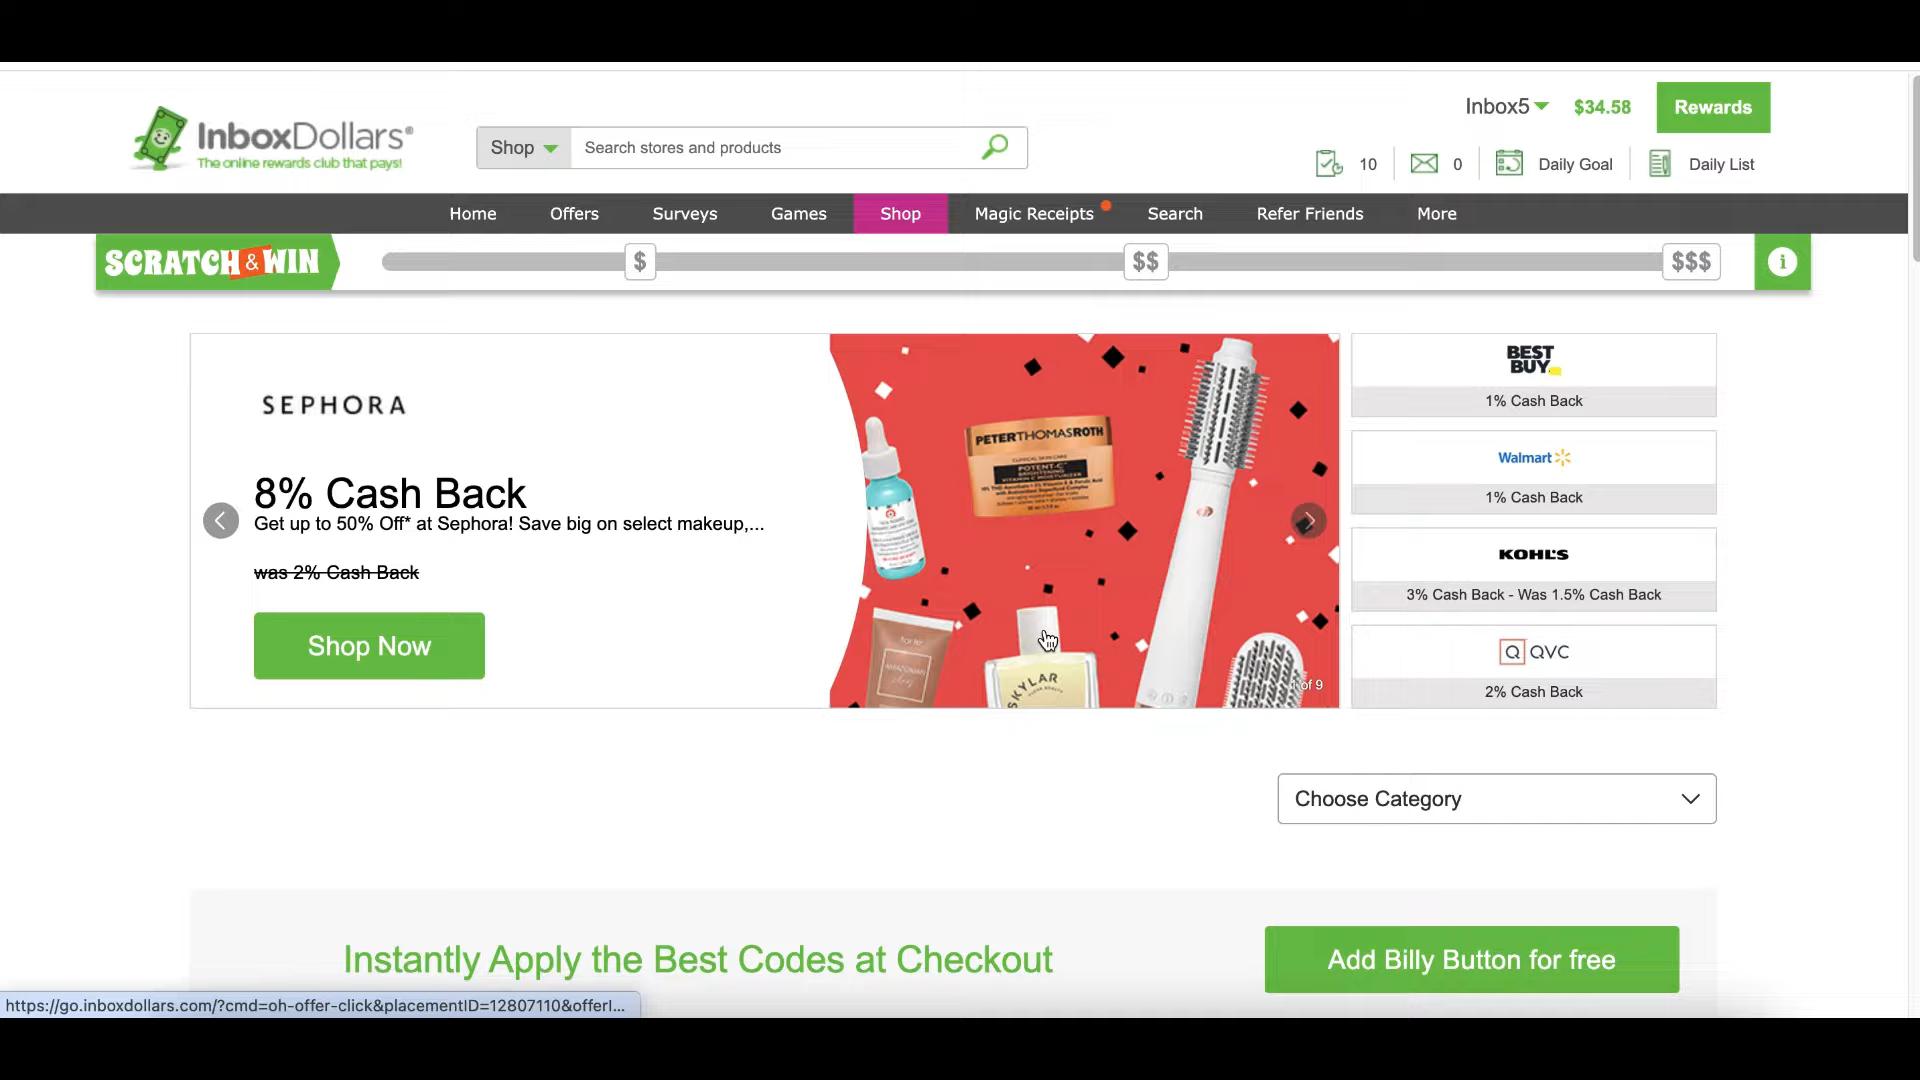 InboxDollars®
The online rewards club that pays!
Shop
Search stores and products
Inbox5
$34.58
Rewards
10
0
Daily Goal
Daily List
Home
Offers
Surveys
Games
Shop
Magic Receipts
Search
Refer Friends
More
SCRATCH & WIN
$
$$
$$$
i
SEPHORA
8% Cash Back
Get up to 50% Off* at Sephora! Save big on select makeup,...
was 2% Cash Back
Shop Now
PETERTHOMASROTH
POTENT-C™
SKYLAR
of 9
BEST
BUY
1% Cash Back
Walmart
1% Cash Back
KOHL'S
3% Cash Back - Was 1.5% Cash Back
Q QVC
2% Cash Back
Choose Category
Instantly Apply the Best Codes at Checkout
Add Billy Button for free
https://go.inboxdollars.com/?cmd=oh-offer-click&placementID=12807110&offerI...